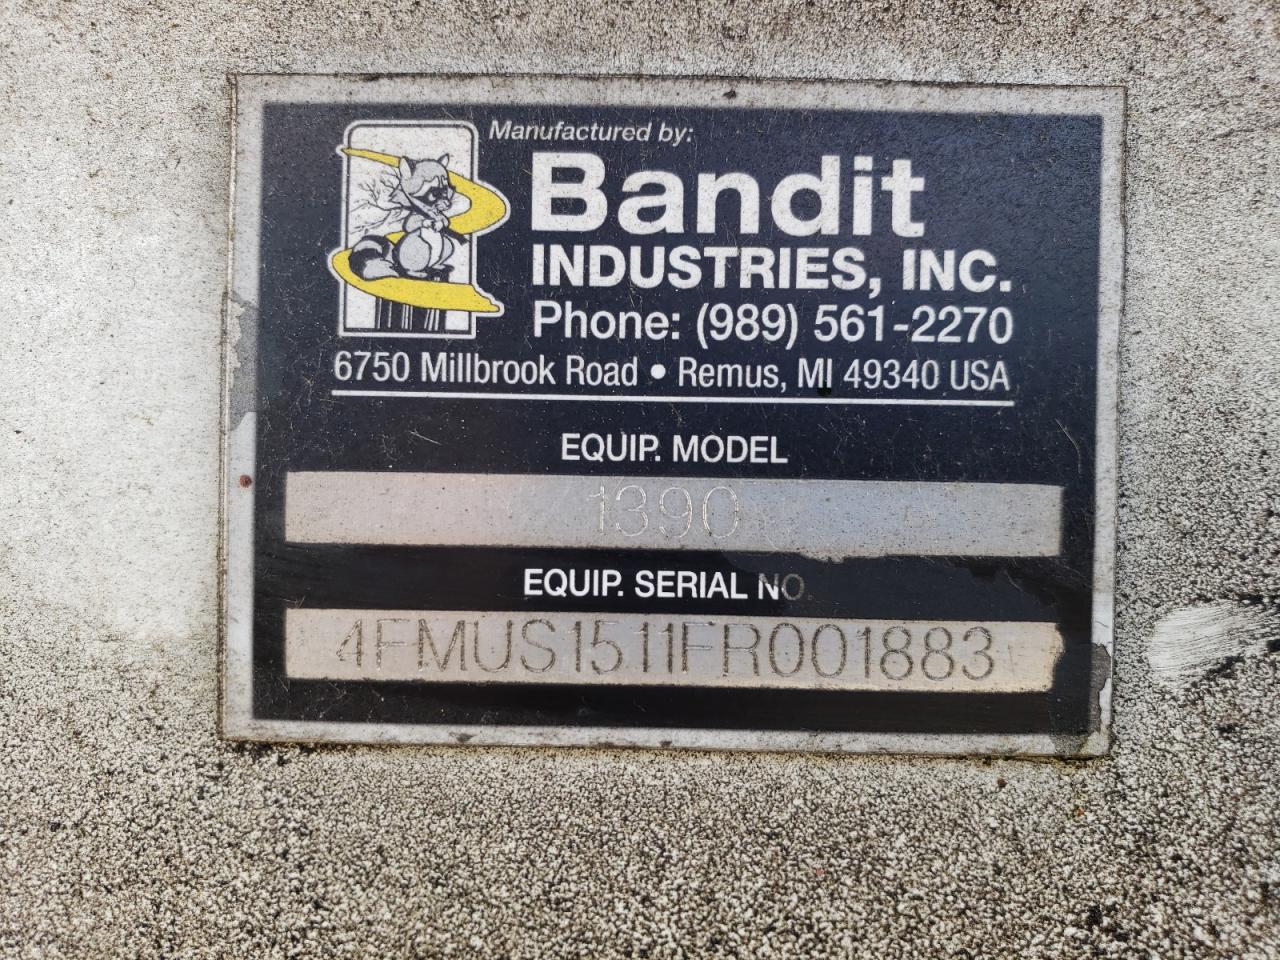 Manufactured by:
Bandit
INDUSTRIES, INC.
Phone: (989) 561-2270
6750 Millbrook Road • Remus, MI 49340 USA
EQUIP. MODEL
1390
EQUIP. SERIAL NO.
4FMUS1511FR001883